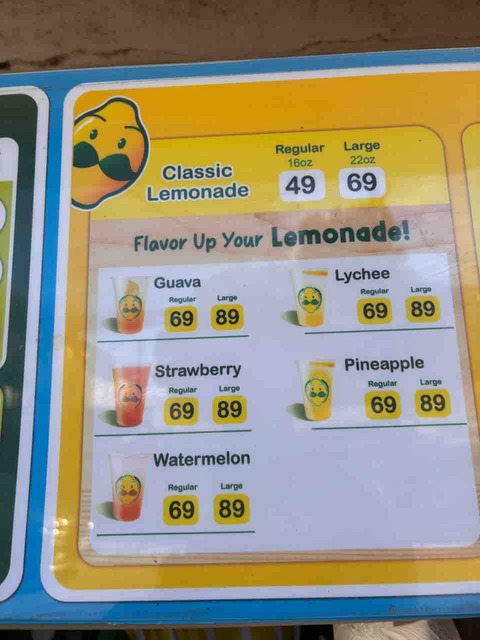 Classic
Lemonade
Regular Large
16oz 22oz
49 69
Flavor Up Your Lemonade!
Guava
Regular Large
69 89
Lychee
Regular Large
69 89
Strawberry
Regular Large
69 89
Pineapple
Regular Large
69 89
Watermelon
Regular Large
69 89